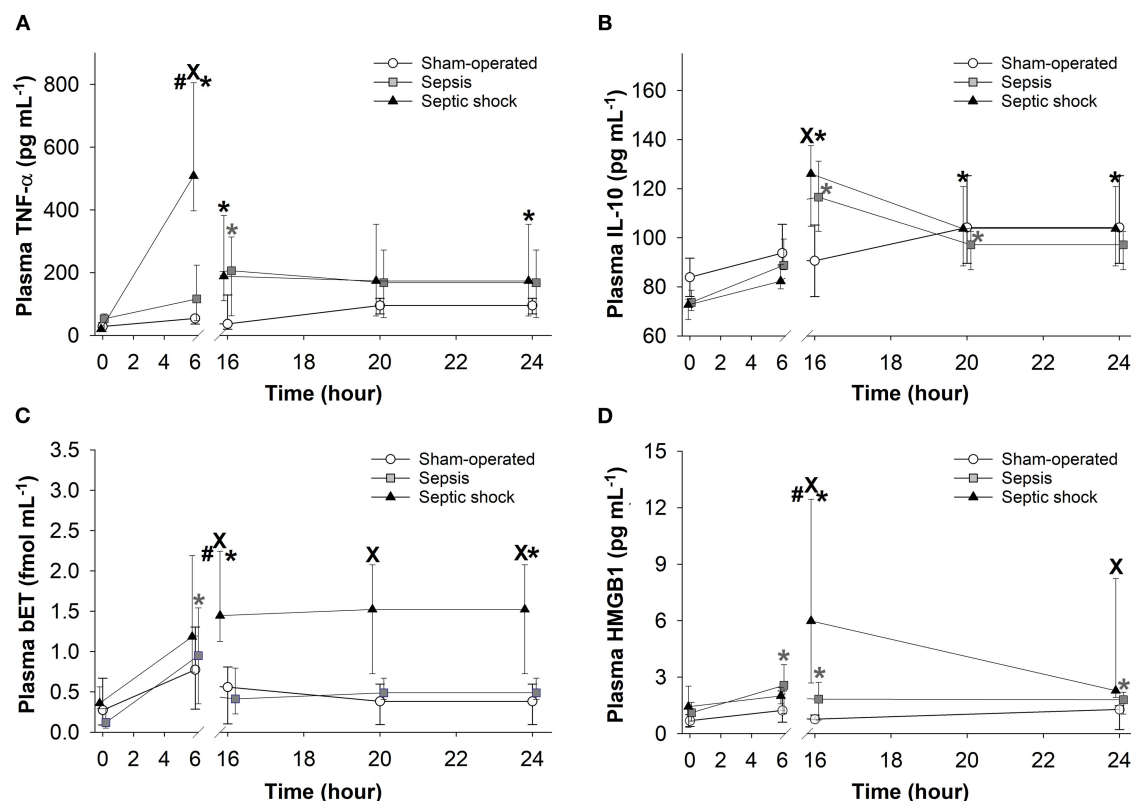 A
Plasma TNF-α (pg mL⁻¹)
800
600
400
200
0
#X*
*
*
*
Sham-operated
Sepsis
Septic shock
0 2 4 6 16 18 20 22 24
Time (hour)
B
Plasma IL-10 (pg mL⁻¹)
160
140
120
100
80
60
X*
*
*
*
*
Sham-operated
Sepsis
Septic shock
0 2 4 6 16 18 20 22 24
Time (hour)
C
Plasma bET (fmol mL⁻¹)
3.5
3.0
2.5
2.0
1.5
1.0
0.5
0.0
*
#X*
X
X*
Sham-operated
Sepsis
Septic shock
0 2 4 6 16 18 20 22 24
Time (hour)
D
Plasma HMGB1 (pg mL⁻¹)
15
12
9
6
3
0
#X*
X
*
*
*
Sham-operated
Sepsis
Septic shock
0 2 4 6 16 18 20 22 24
Time (hour)